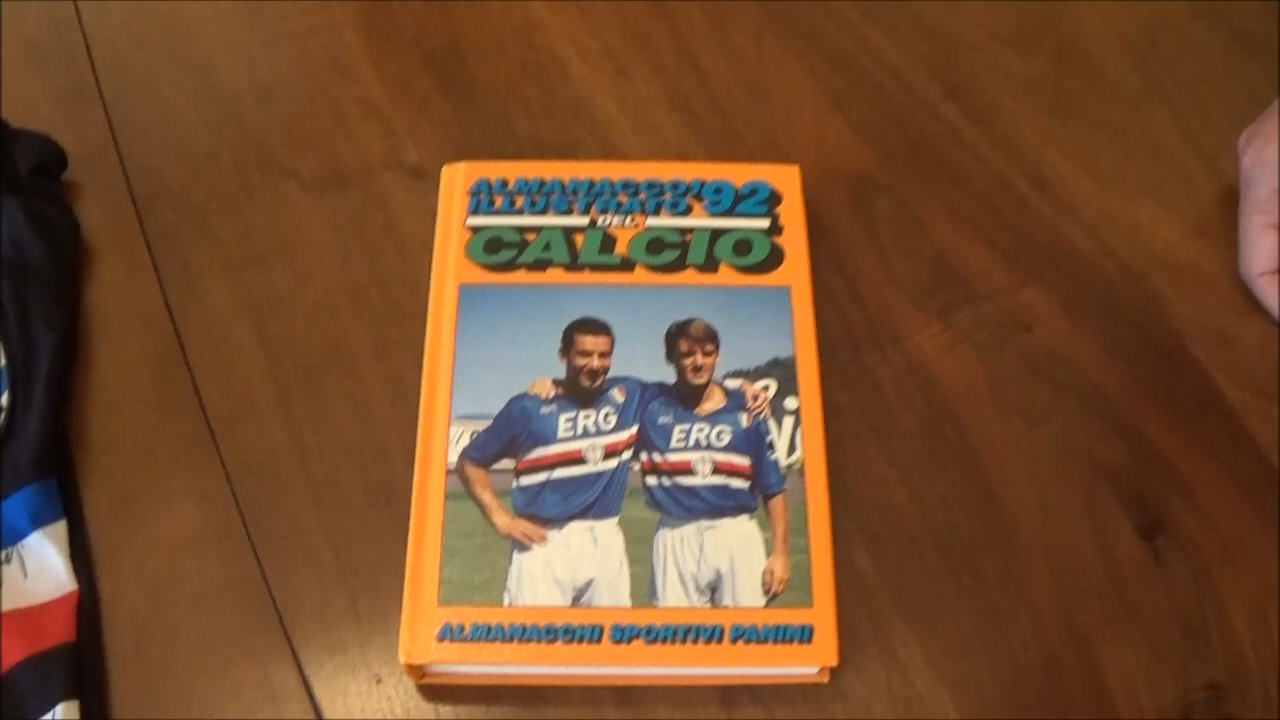 ALMANACCO '92
ILLUSTRATO
DEL
CALCIO
ERG
ERG
ALMANACCHI SPORTIVI PANINI